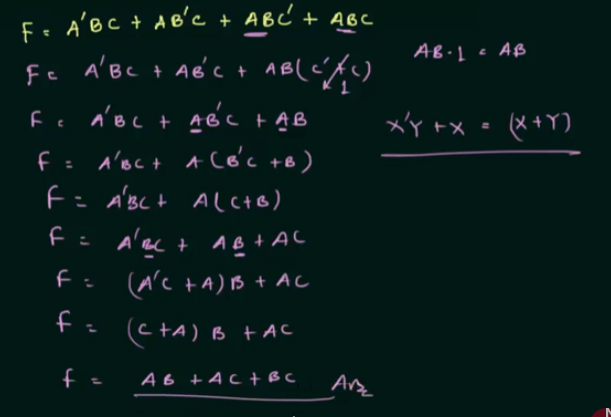 F = A'BC + AB'C + ABC' + ABC
F = A'BC + AB'C + AB(C'+C)
1
AB·1 = AB
F = A'BC + AB'C + AB
X'Y + X = (X+Y)
F = A'BC + A(B'C + B)
F = A'BC + A(C+B)
F = A'BC + AB + AC
F = (A'C + A)B + AC
F = (C+A) B + AC
f = AB + AC + BC Ans